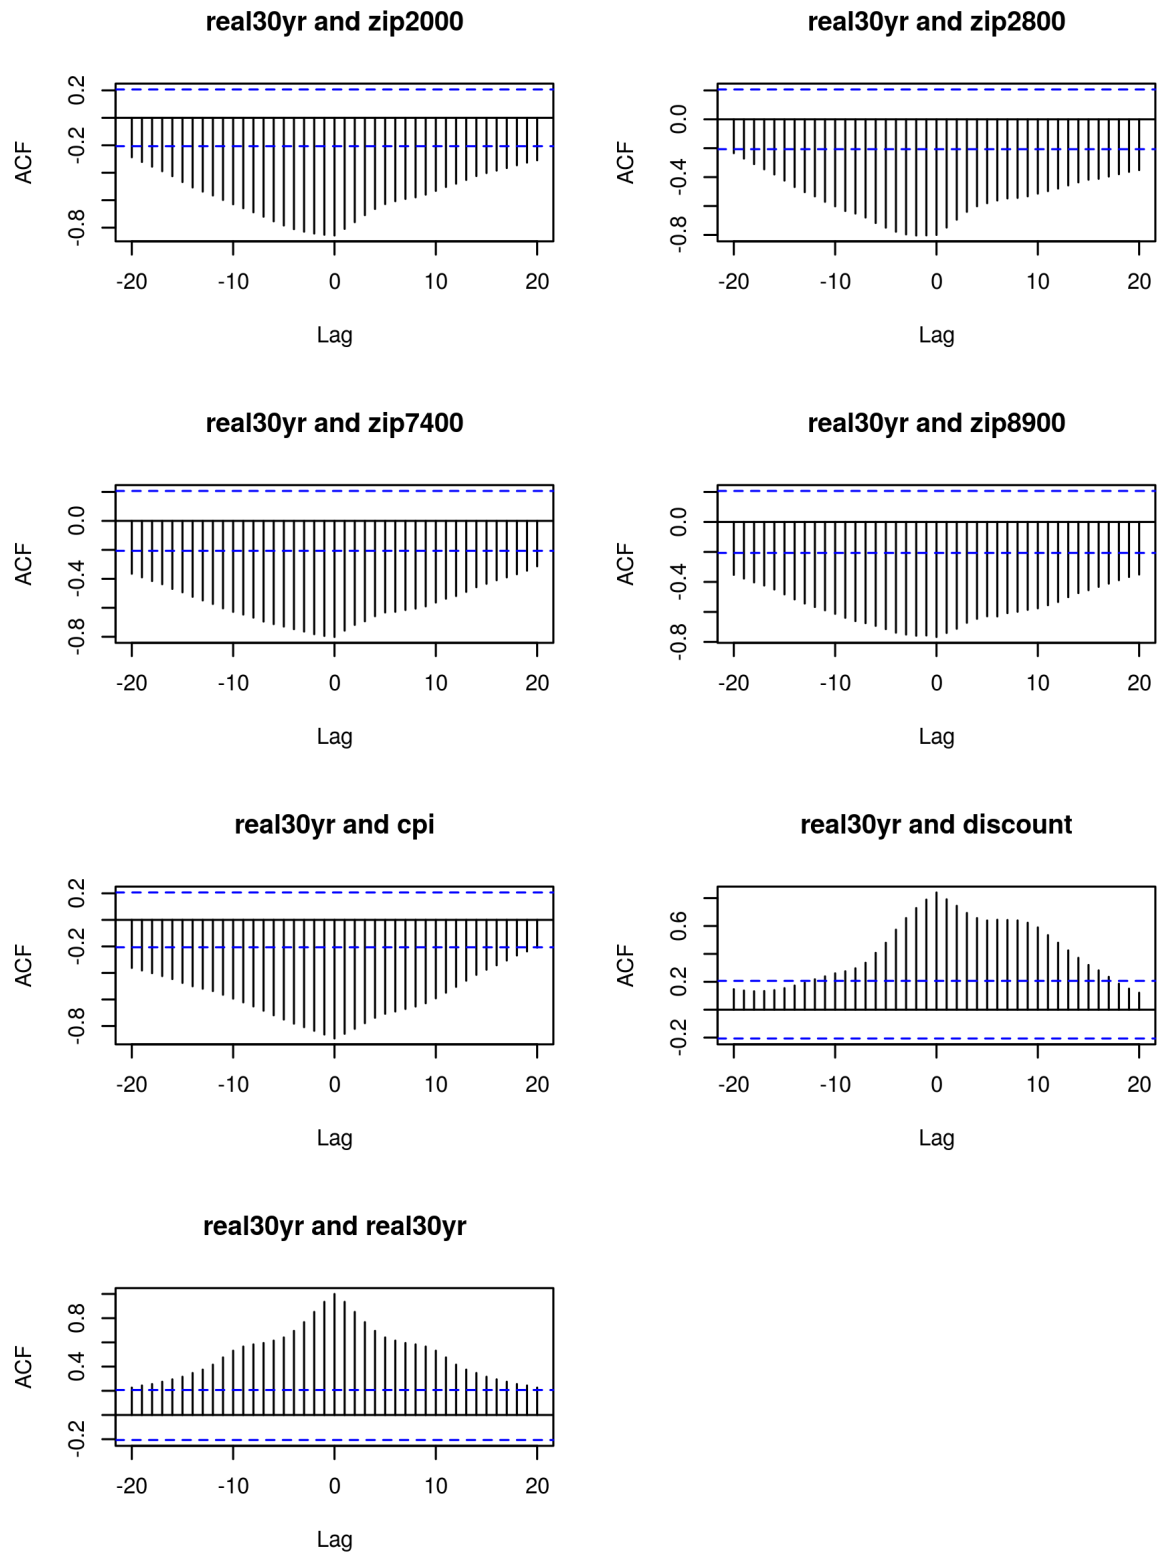 real30yr and zip2000
ACF
0.2
-0.2
-0.8
-20 -10 0 10 20
Lag
real30yr and zip2800
ACF
0.0
-0.4
-0.8
-20 -10 0 10 20
Lag
real30yr and zip7400
ACF
0.0
-0.4
-0.8
-20 -10 0 10 20
Lag
real30yr and zip8900
ACF
0.0
-0.4
-0.8
-20 -10 0 10 20
Lag
real30yr and cpi
ACF
0.2
-0.2
-0.8
-20 -10 0 10 20
Lag
real30yr and discount
ACF
0.6
0.2
-0.2
-20 -10 0 10 20
Lag
real30yr and real30yr
ACF
0.8
0.4
-0.2
-20 -10 0 10 20
Lag